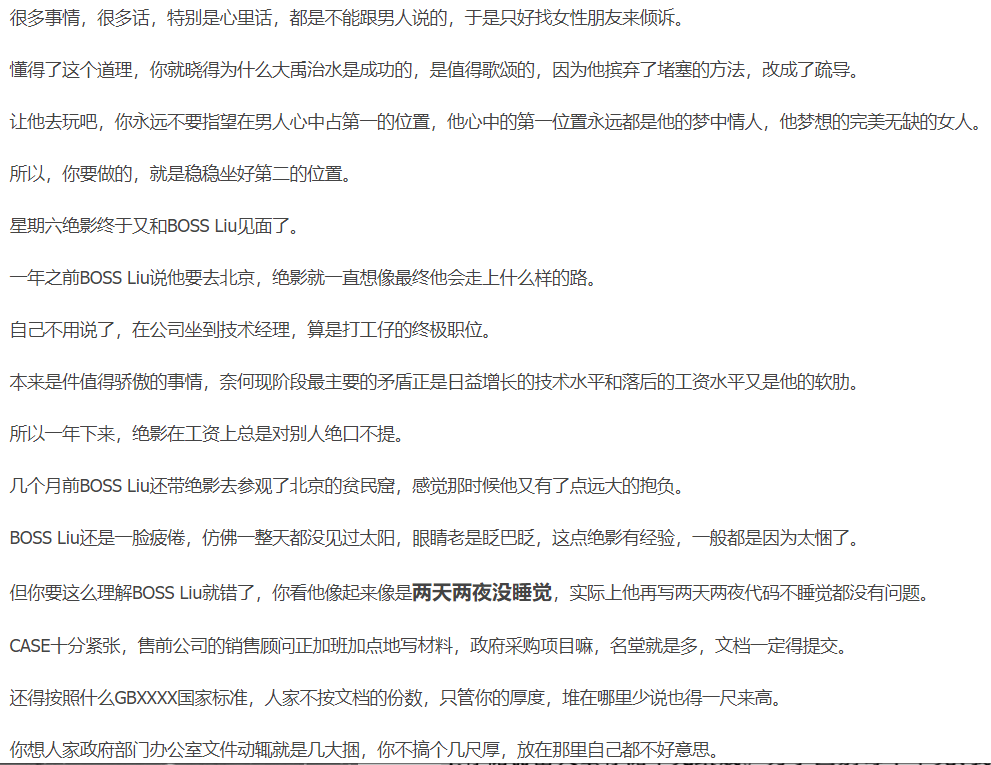 很多事情，很多话，特别是心里话，都是不能跟男人说的，于是只好找女性朋友来倾诉。
懂得了这个道理，你就晓得为什么大禹治水是成功的，是值得歌颂的，因为他摈弃了堵塞的方法，改成了疏导。
让他去玩吧，你永远不要指望在男人心中占第一的位置，他心中的第一位置永远都是他的梦中情人，他梦想的完美无缺的女人。
所以，你要做的，就是稳稳坐好第二的位置。
星期六绝影终于又和BOSS Liu见面了。
一年之前BOSS Liu说他要去北京，绝影就一直想像最终他会走上什么样的路。
自己不用说了，在公司坐到技术经理，算是打工仔的终极职位。
本来是件值得骄傲的事情，奈何现阶段最主要的矛盾正是日益增长的技术水平和落后的工资水平又是他的软肋。
所以一年下来，绝影在工资上总是对别人绝口不提。
几个月前BOSS Liu还带绝影去参观了北京的贫民窟，感觉那时候他又有了点远大的抱负。
BOSS Liu还是一脸疲倦，仿佛一整天都没见过太阳，眼睛老是眨巴眨，这点绝影有经验，一般都是因为太悃了。
但你要这么理解BOSS Liu就错了，你看他像起来像是两天两夜没睡觉，实际上他再写两天两夜代码不睡觉都没有问题。
CASE十分紧张，售前公司的销售顾问正加班加点地写材料，政府采购项目嘛，名堂就是多，文档一定得提交。
还得按照什么GBXXXX国家标准，人家不按文档的份数，只管你的厚度，堆在哪里少说也得一尺来高。
你想人家政府部门办公室文件动辄就是几大捆，你不搞个几尺厚，放在那里自己都不好意思。